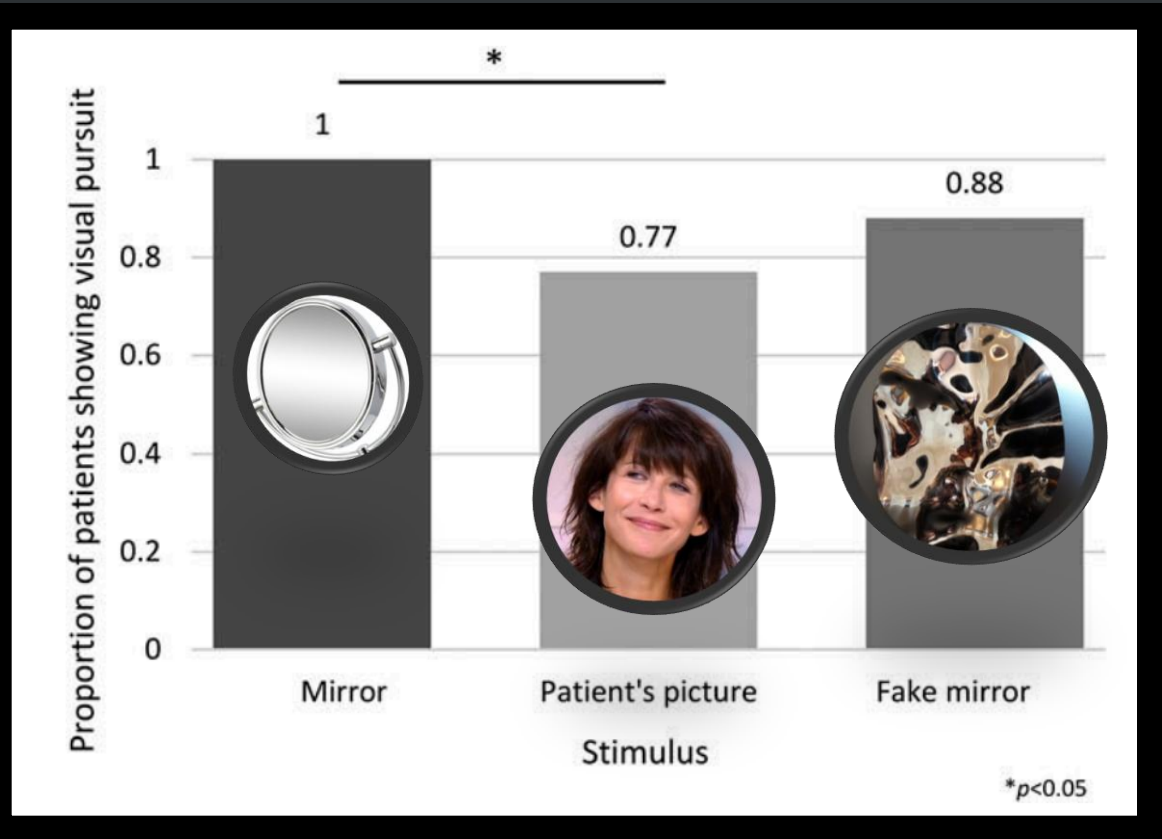 *
1
0.88
0.77
Proportion of patients showing visual pursuit
1
0.8
0.6
0.4
0.2
0
Mirror
Patient's picture
Fake mirror
Stimulus
*p<0.05